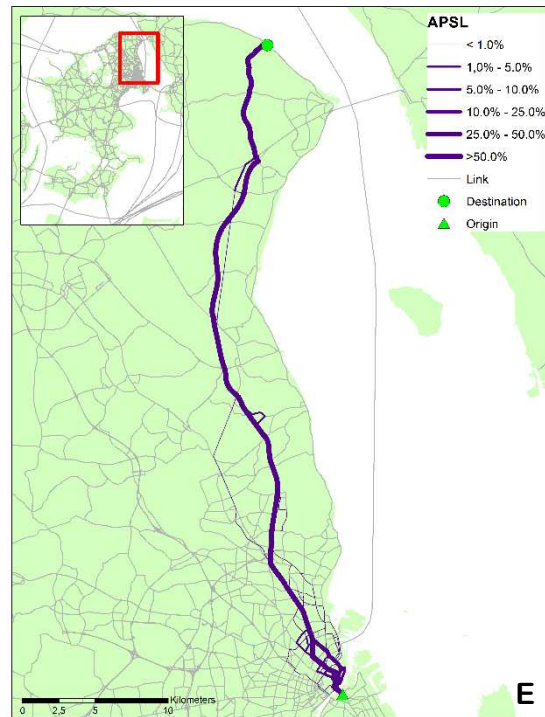 APSL
< 1.0%
1,0% - 5.0%
5.0% - 10.0%
10.0% - 25.0%
25.0% - 50.0%
>50.0%
Link
Destination
Origin
Kilometers
0 2,5 5 10
E